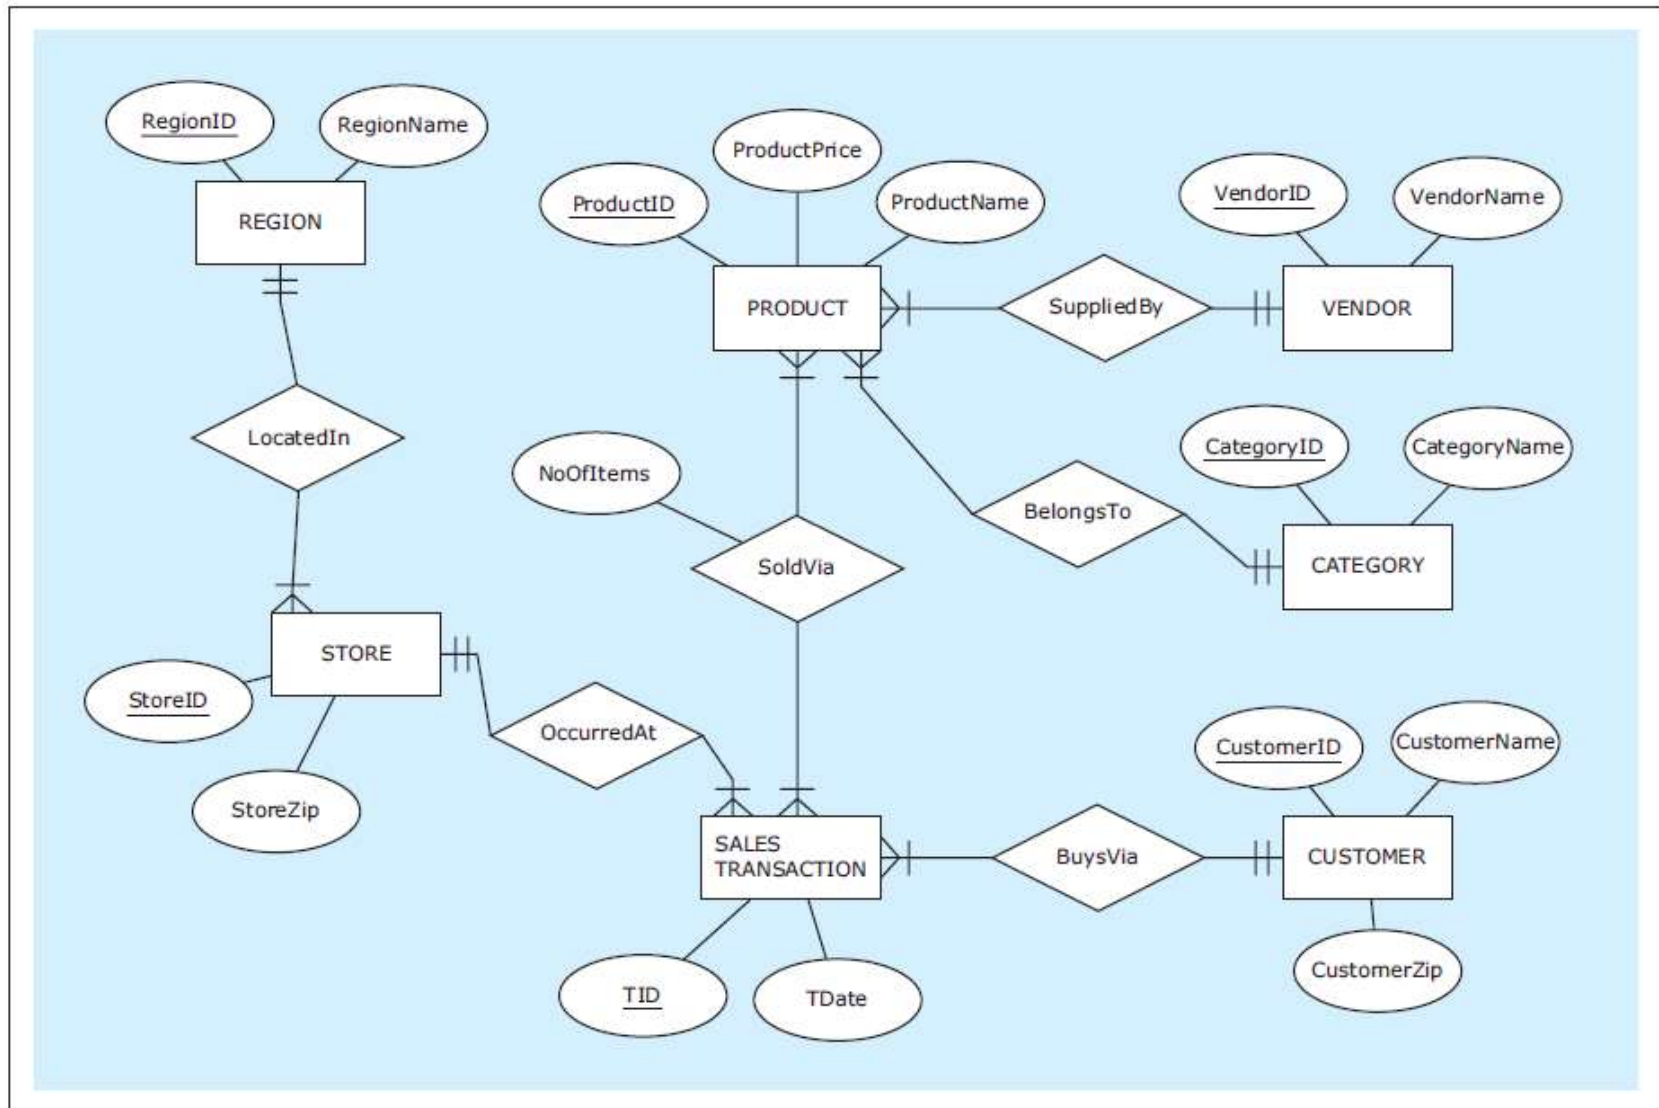 RegionID
RegionName
REGION
LocatedIn
STORE
StoreID
StoreZip
OccurredAt
ProductID
ProductPrice
ProductName
PRODUCT
SuppliedBy
VendorID
VendorName
VENDOR
NoOfItems
SoldVia
BelongsTo
CategoryID
CategoryName
CATEGORY
SALES
TRANSACTION
TID
TDate
BuysVia
CustomerID
CustomerName
CUSTOMER
CustomerZip